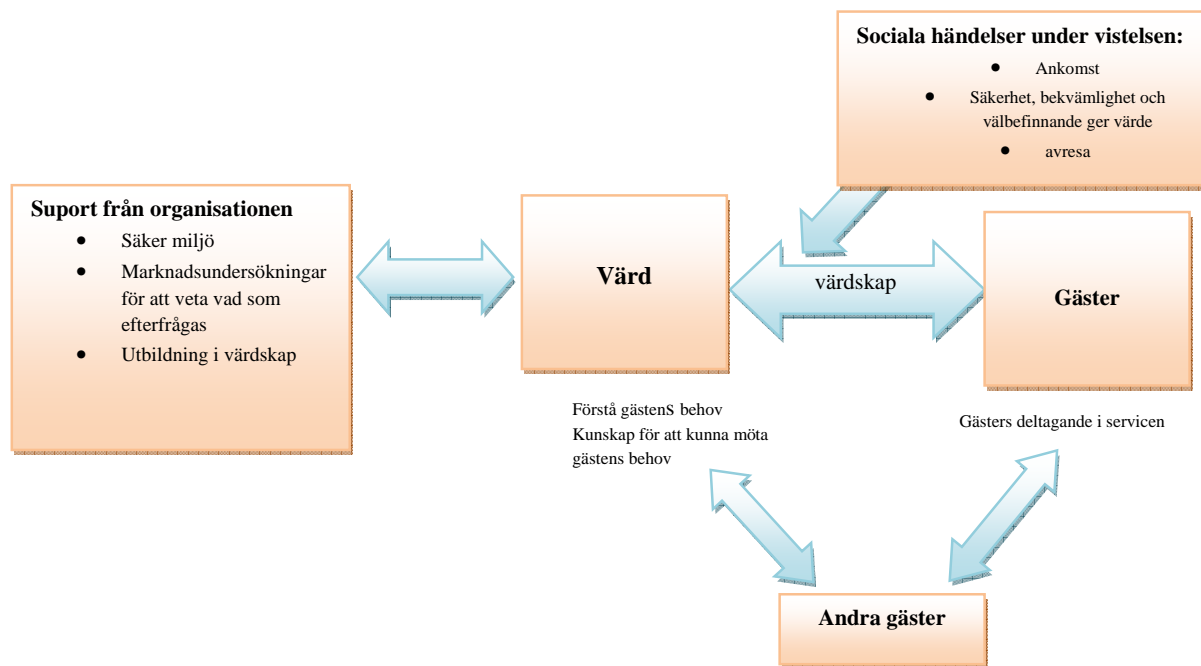 Sociala händelser under vistelsen:
• Ankomst
• Säkerhet, bekvämlighet och
välbefinnande ger värde
• avresa
Suport från organisationen
• Säker miljö
• Marknadsundersökningar
för att veta vad som
efterfrågas
• Utbildning i värdskap
Värd
värdskap
Gäster
Förstå gästens behov
Kunskap för att kunna möta
gästens behov
Gästers deltagande i servicen
Andra gäster